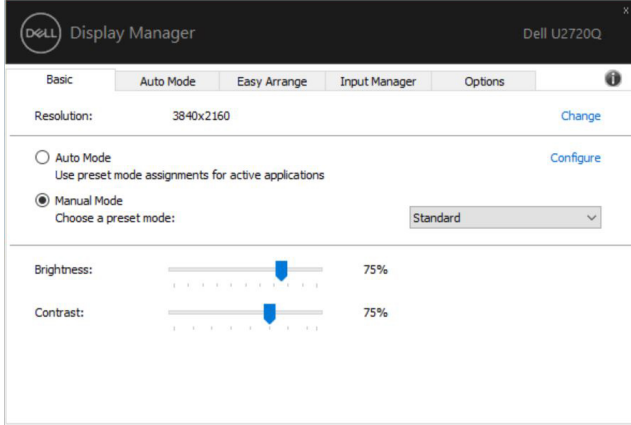 DELL Display Manager Dell U2720Q
Basic Auto Mode Easy Arrange Input Manager Options
Resolution: 3840x2160 Change
Auto Mode Configure
Use preset mode assignments for active applications
Manual Mode
Choose a preset mode: Standard
Brightness: 75%
Contrast: 75%